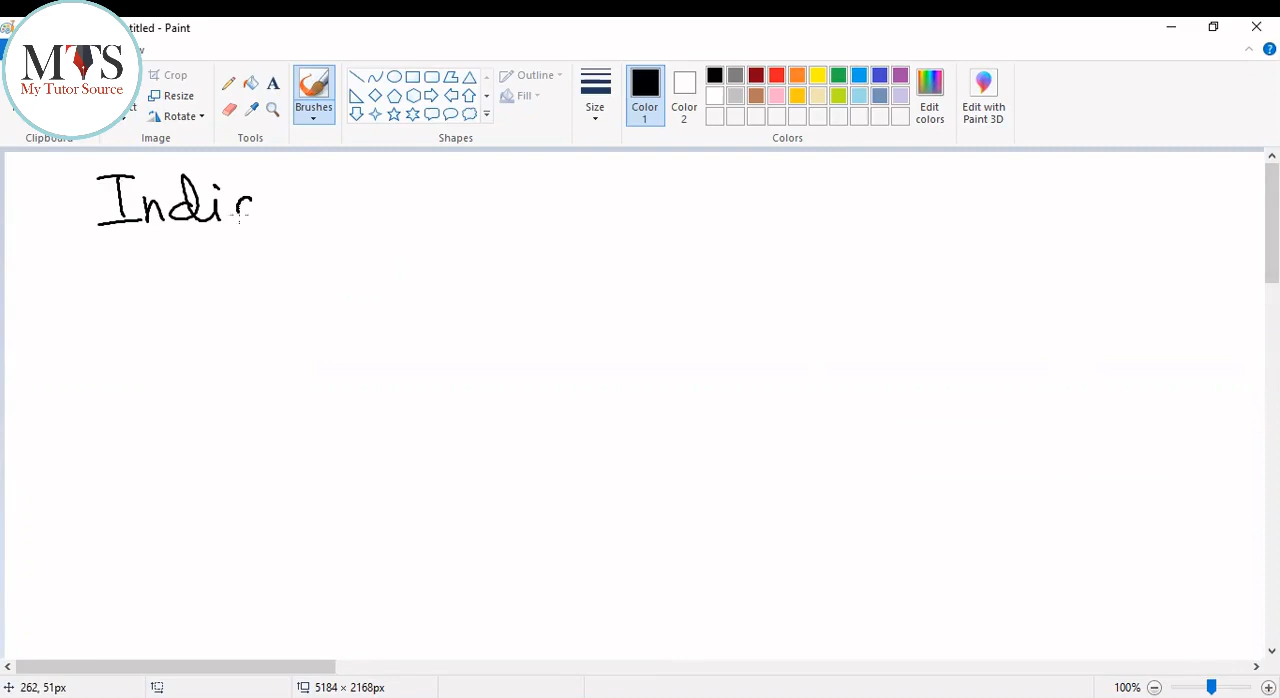 MTS
My Tutor Source
titled - Paint
Crop
Resize
Rotate
Image
Clipboard
Tools
Brushes
Shapes
Outline
Fill
Size
Color 1
Color 2
Edit colors
Edit with Paint 3D
Colors
Indir
262, 51px
5184 × 2168px
100%